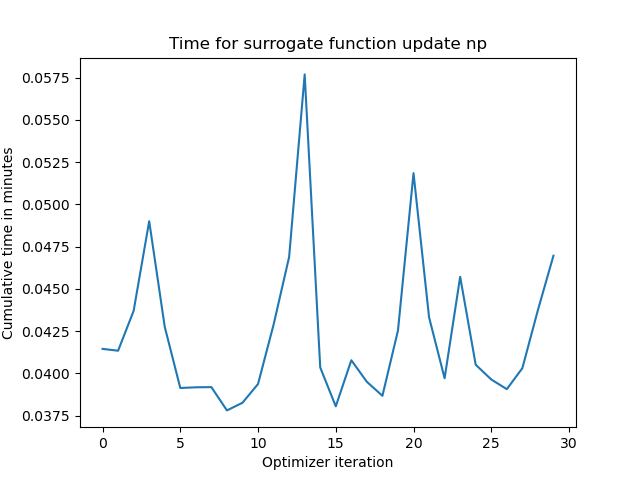 Time for surrogate function update np
Cumulative time in minutes
0.0575
0.0550
0.0525
0.0500
0.0475
0.0450
0.0425
0.0400
0.0375
0 5 10 15 20 25 30
Optimizer iteration